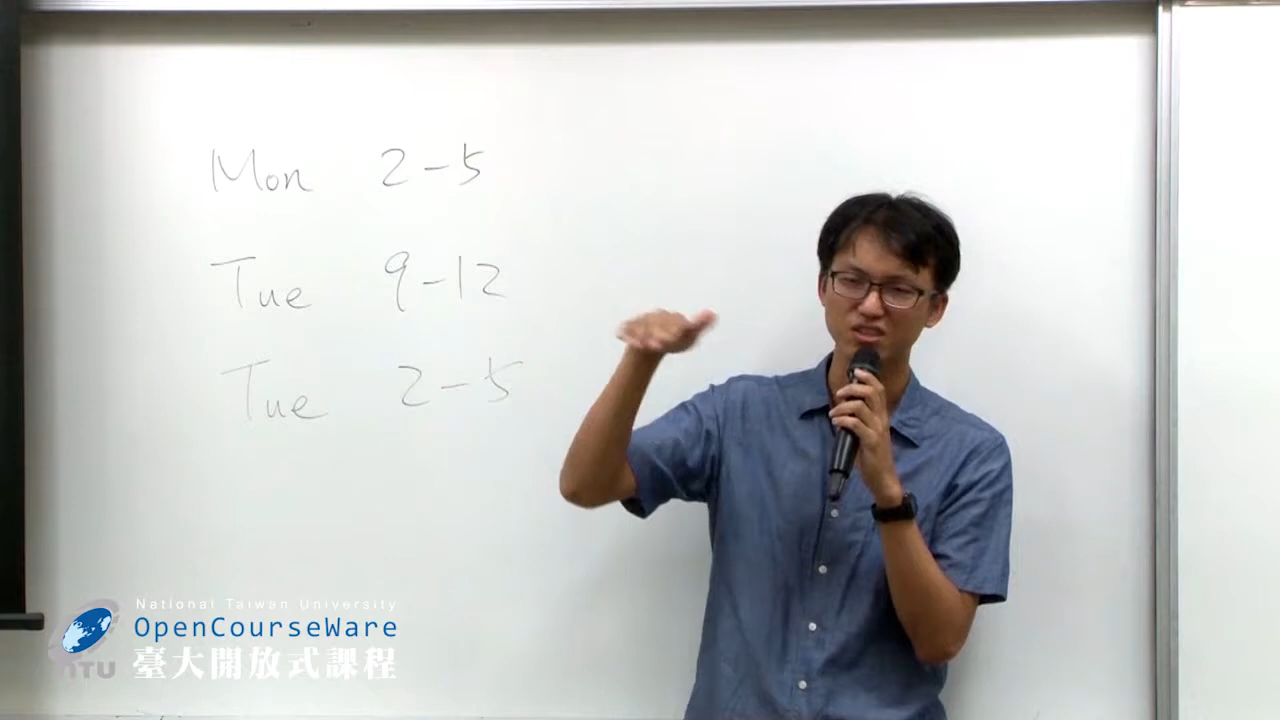 Mon 2-5
Tue 9-12
Tue 2-5
National Taiwan University
OpenCourseWare
NTU 臺大開放式課程